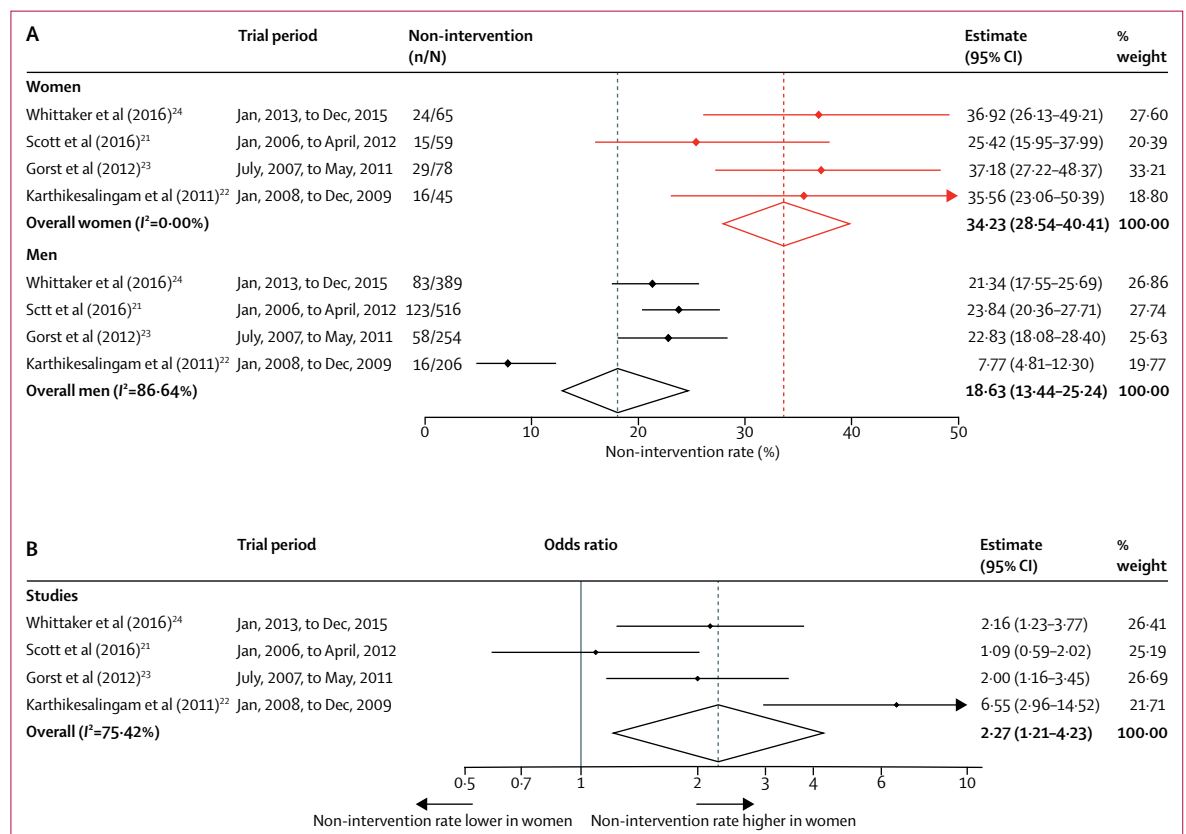 A Trial period Non-intervention Estimate %
(n/N) (95% CI) weight
Women
Whittaker et al (2016)²⁴ Jan, 2013, to Dec, 2015 24/65 36·92 (26·13–49·21) 27·60
Scott et al (2016)²¹ Jan, 2006, to April, 2012 15/59 25·42 (15·95–37·99) 20·39
Gorst et al (2012)²³ July, 2007, to May, 2011 29/78 37·18 (27·22–48·37) 33·21
Karthikesalingam et al (2011)²² Jan, 2008, to Dec, 2009 16/45 35·56 (23·06–50·39) 18·80
Overall women (I²=0·00%) 34·23 (28·54–40·41) 100·00
Men
Whittaker et al (2016)²⁴ Jan, 2013, to Dec, 2015 83/389 21·34 (17·55–25·69) 26·86
Sctt et al (2016)²¹ Jan, 2006, to April, 2012 123/516 23·84 (20·36–27·71) 27·74
Gorst et al (2012)²³ July, 2007, to May, 2011 58/254 22·83 (18·08–28·40) 25·63
Karthikesalingam et al (2011)²² Jan, 2008, to Dec, 2009 16/206 7·77 (4·81–12·30) 19·77
Overall men (I²=86·64%) 18·63 (13·44–25·24) 100·00
0 10 20 30 40 50
Non-intervention rate (%)
B Trial period Odds ratio Estimate %
(95% CI) weight
Studies
Whittaker et al (2016)²⁴ Jan, 2013, to Dec, 2015 2·16 (1·23–3·77) 26·41
Scott et al (2016)²¹ Jan, 2006, to April, 2012 1·09 (0·59–2·02) 25·19
Gorst et al (2012)²³ July, 2007, to May, 2011 2·00 (1·16–3·45) 26·69
Karthikesalingam et al (2011)²² Jan, 2008, to Dec, 2009 6·55 (2·96–14·52) 21·71
Overall (I²=75·42%) 2·27 (1·21–4·23) 100·00
0·5 0·7 1 2 3 4 6 10
Non-intervention rate lower in women Non-intervention rate higher in women